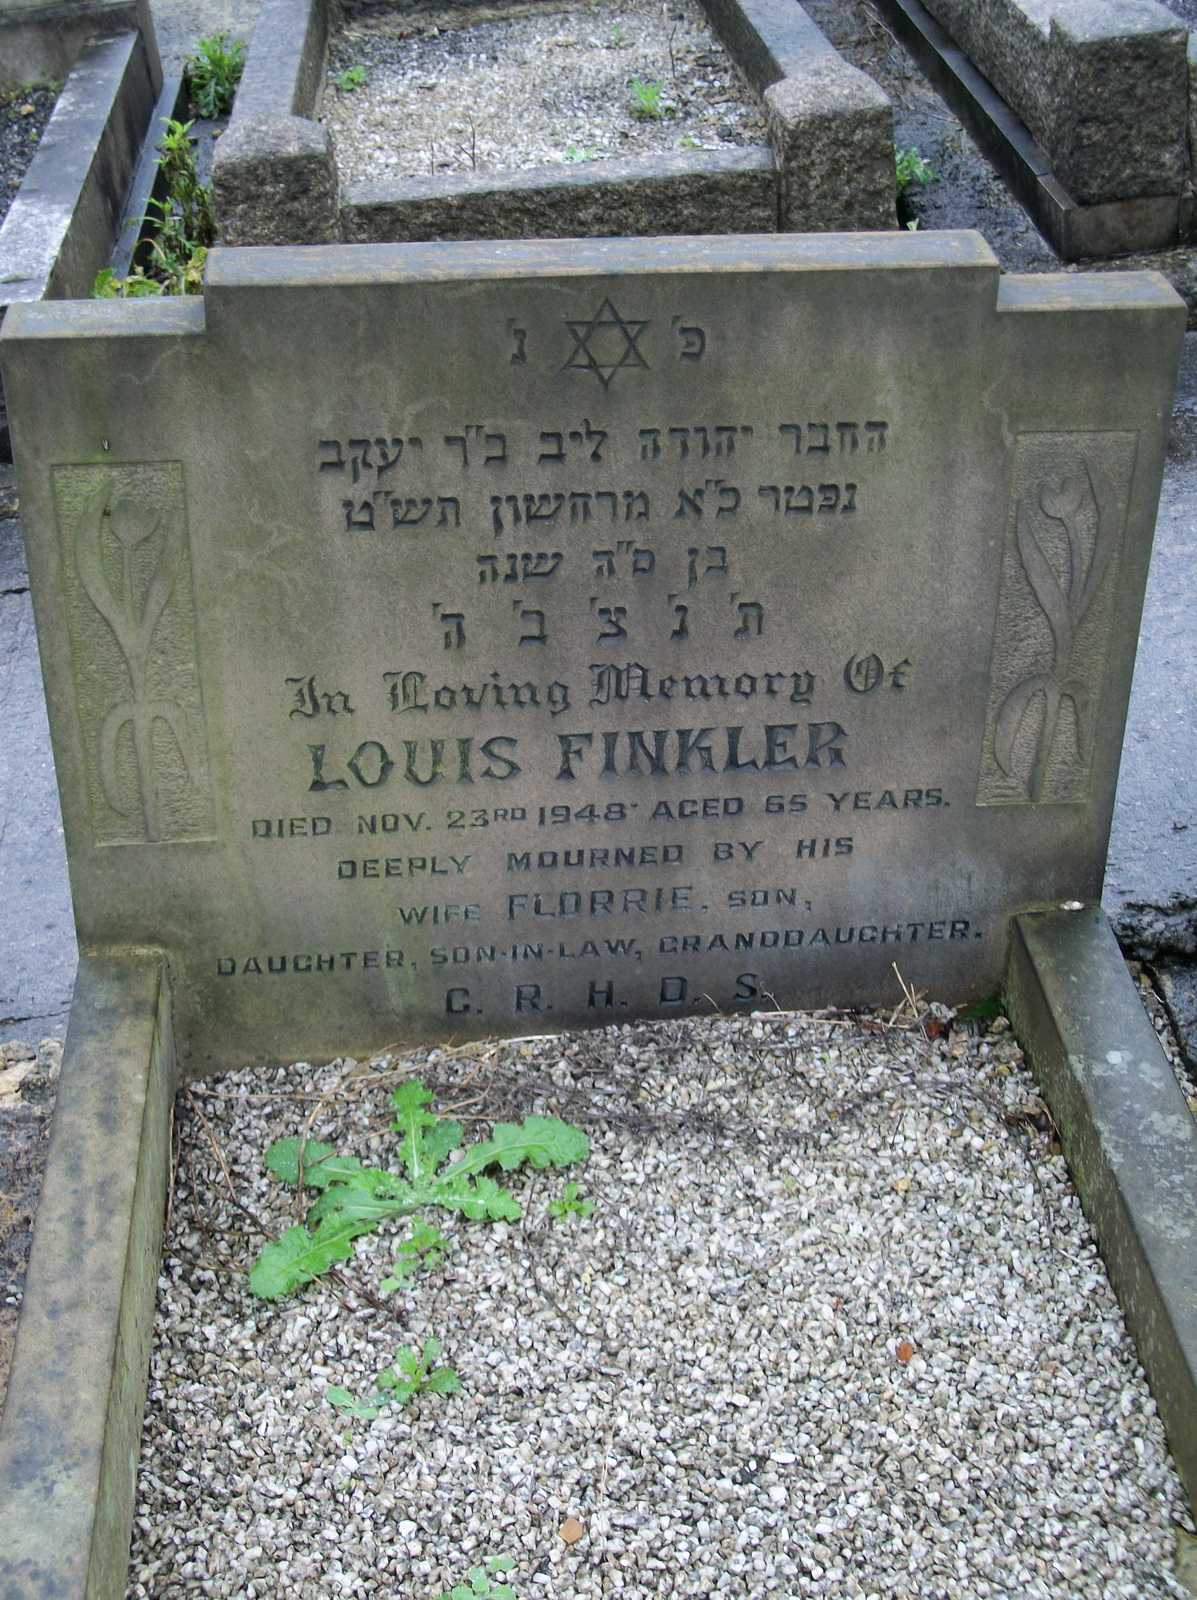 פ' נ'
החבר יהודה ליב ב"ר יעקב
נפטר כ"א מרחשון תש"ט
בן ס"ה שנה
ת' נ' צ' ב' ה'
In Loving Memory Of
LOUIS FINKLER
DIED NOV. 23RD 1948 AGED 65 YEARS.
DEEPLY MOURNED BY HIS
WIFE FLORRIE, SON,
DAUGHTER, SON-IN-LAW, GRANDDAUGHTER.
G. R. H. D. S.